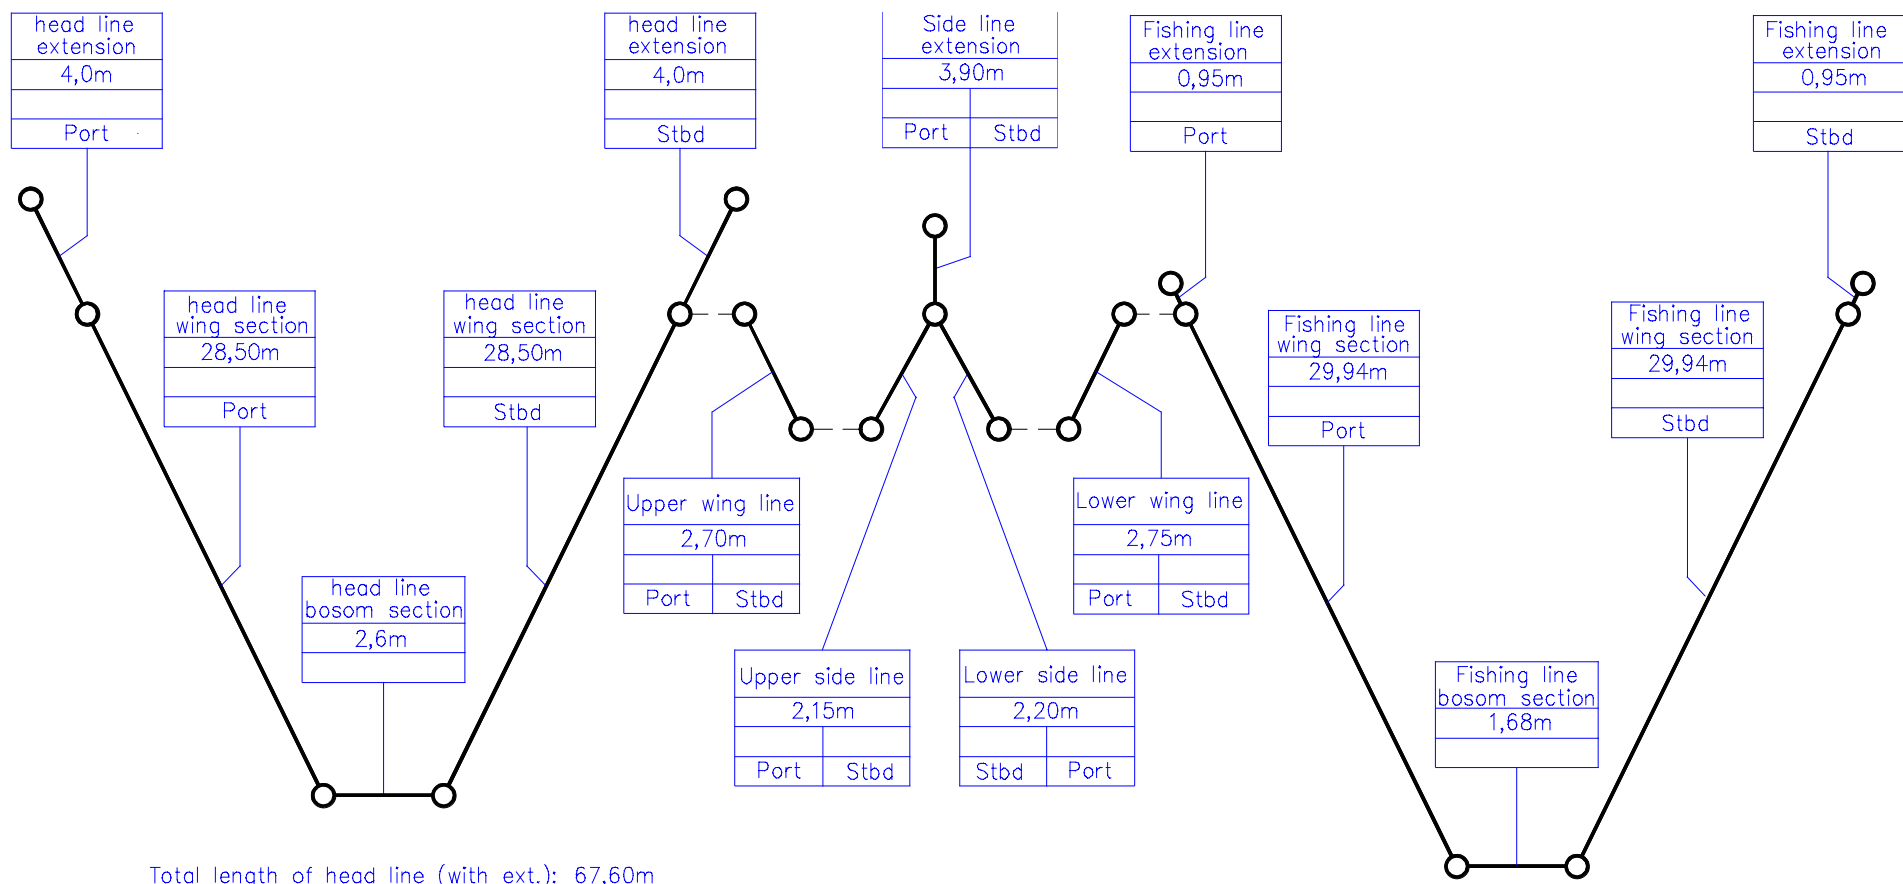 head line
extension
4,0m
Port
head line
extension
4,0m
Stbd
Side line
extension
3,90m
Port Stbd
Fishing line
extension
0,95m
Port
Fishing line
extension
0,95m
Stbd
head line
wing section
28,50m
Port
head line
wing section
28,50m
Stbd
Fishing line
wing section
29,94m
Port
Fishing line
wing section
29,94m
Stbd
Upper wing line
2,70m
Port Stbd
Lower wing line
2,75m
Port Stbd
head line
bosom section
2,6m
Upper side line
2,15m
Port Stbd
Lower side line
2,20m
Stbd Port
Fishing line
bosom section
1,68m
Total length of head line (with ext.): 67,60m